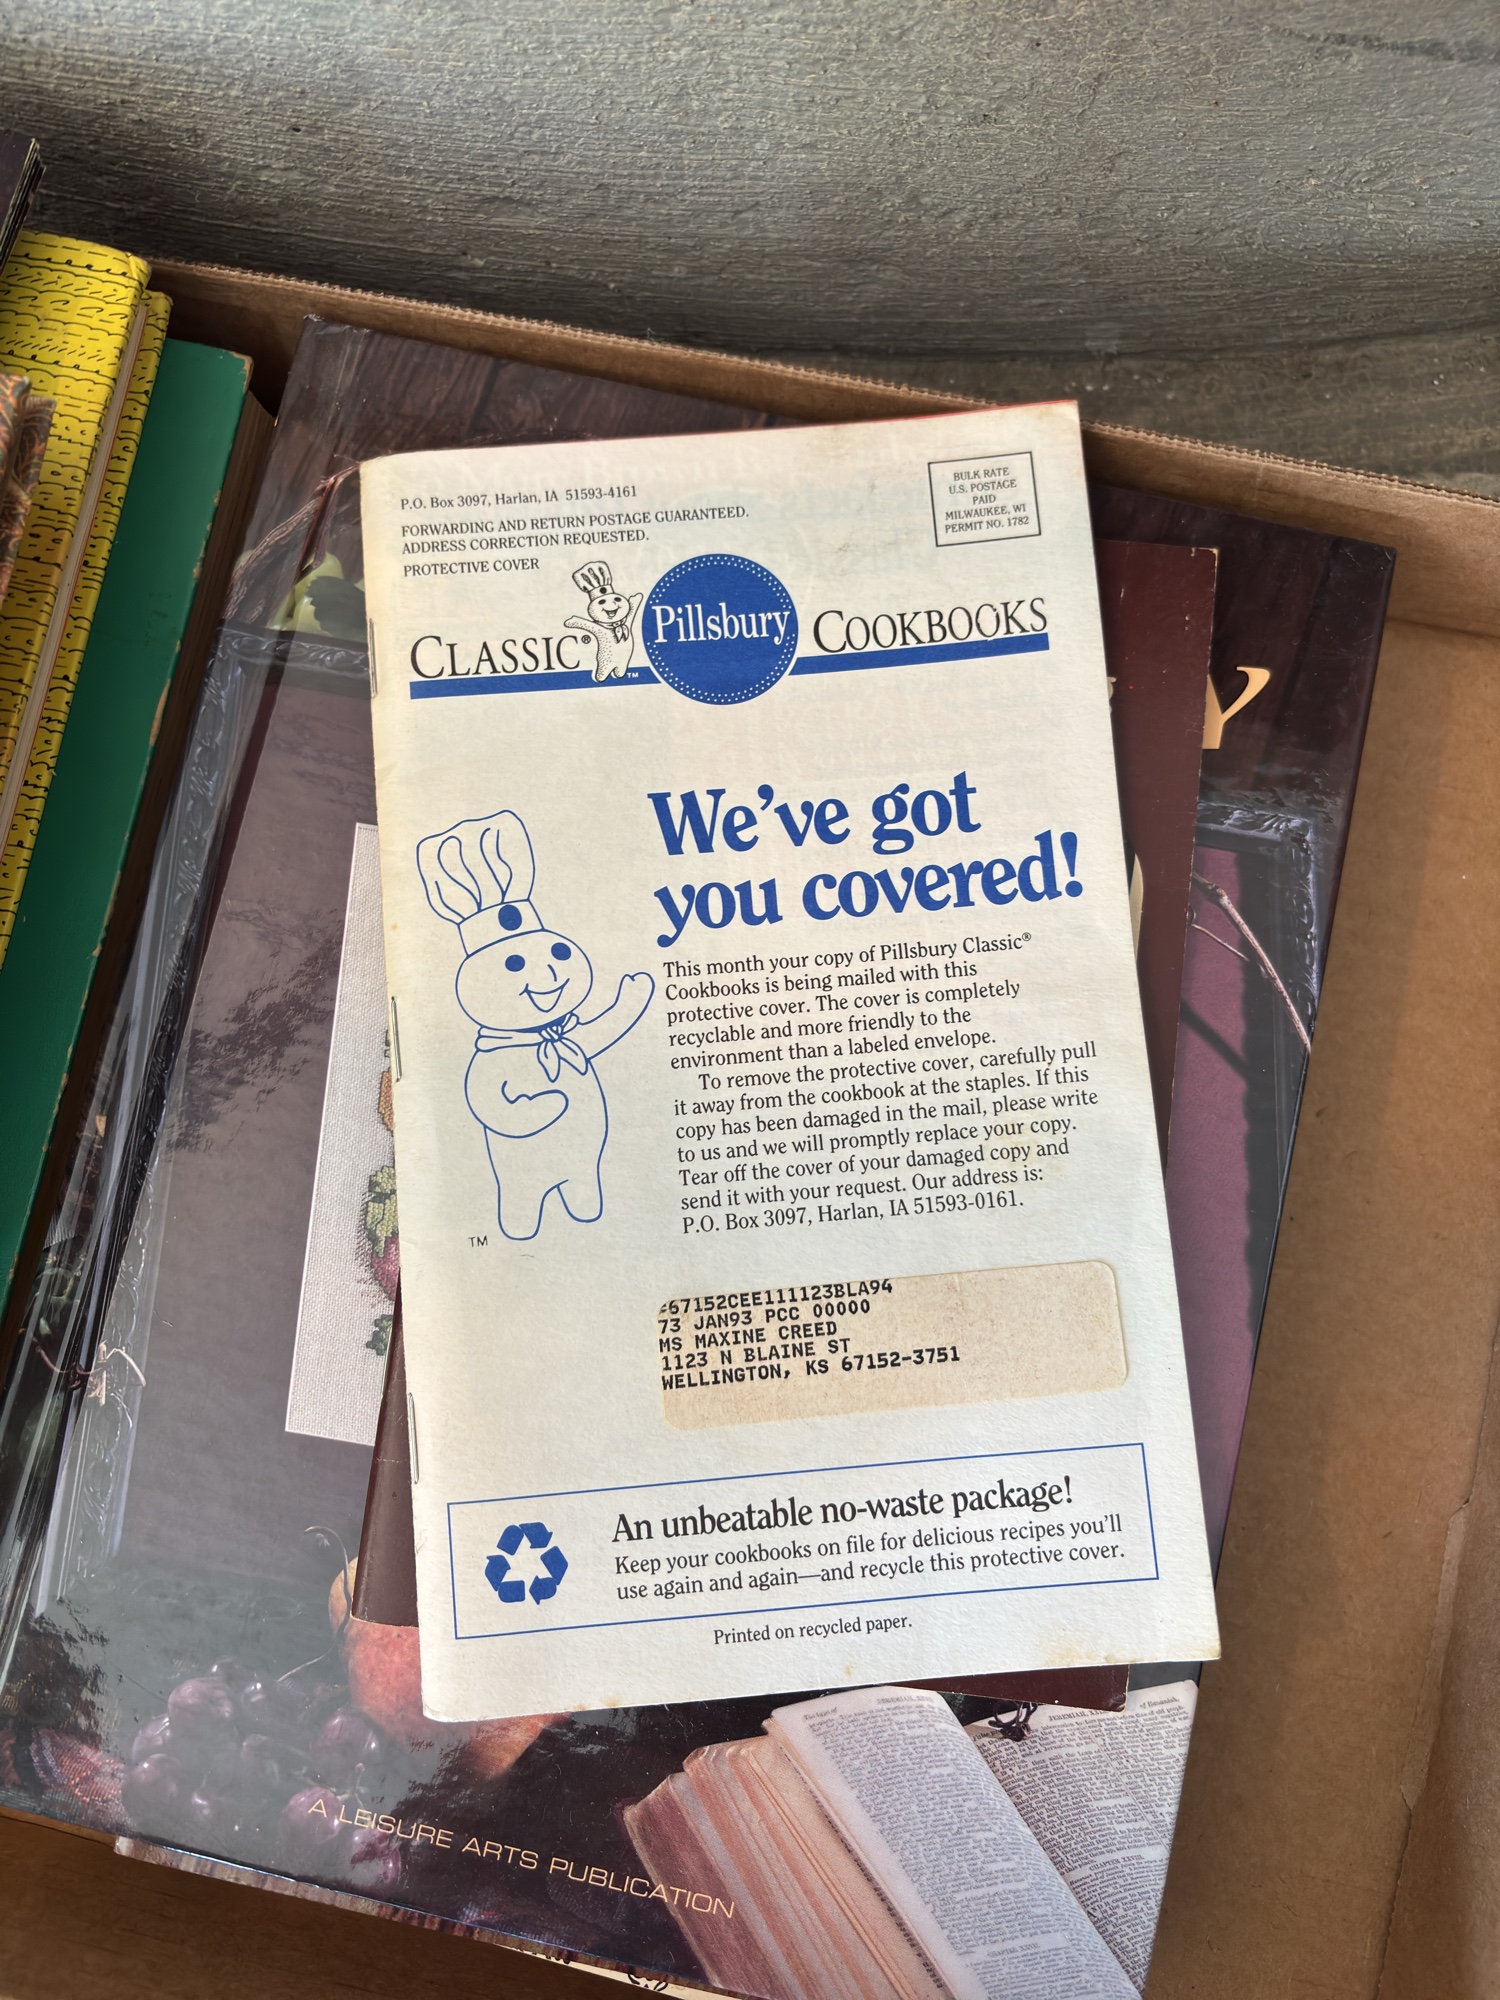 P.O. Box 3097, Harlan, IA 51593-4161
FORWARDING AND RETURN POSTAGE GUARANTEED.
ADDRESS CORRECTION REQUESTED.
PROTECTIVE COVER
BULK RATE
U.S. POSTAGE
PAID
MILWAUKEE, WI
PERMIT NO. 1782
CLASSIC® Pillsbury COOKBOOKS
TM
We've got
you covered!
This month your copy of Pillsbury Classic®
Cookbooks is being mailed with this
protective cover. The cover is completely
recyclable and more friendly to the
environment than a labeled envelope.
To remove the protective cover, carefully pull
it away from the cookbook at the staples. If this
copy has been damaged in the mail, please write
to us and we will promptly replace your copy.
Tear off the cover of your damaged copy and
send it with your request. Our address is:
P.O. Box 3097, Harlan, IA 51593-0161.
TM
67152CEE111123BLA94
73 JAN93 PCC 00000
MS MAXINE CREED
1123 N BLAINE ST
WELLINGTON, KS 67152-3751
An unbeatable no-waste package!
Keep your cookbooks on file for delicious recipes you'll
use again and again—and recycle this protective cover.
Printed on recycled paper.
Y
A LEISURE ARTS PUBLICATION
CHAPTER XXVIII.